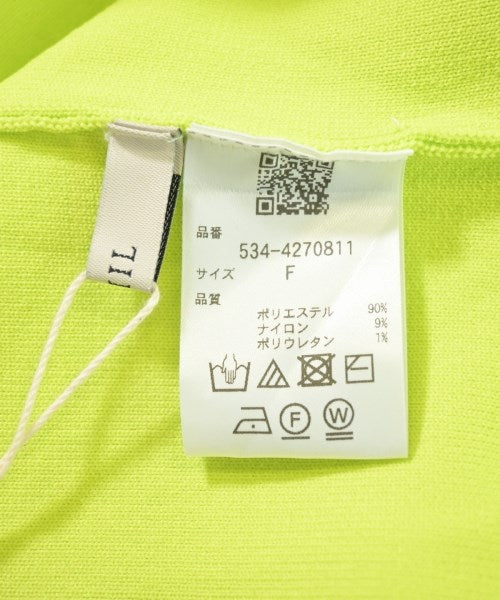 品番
534-4270811
サイズ F
品質
ポリエステル 90%
ナイロン 9%
ポリウレタン 1%
F W
IIL